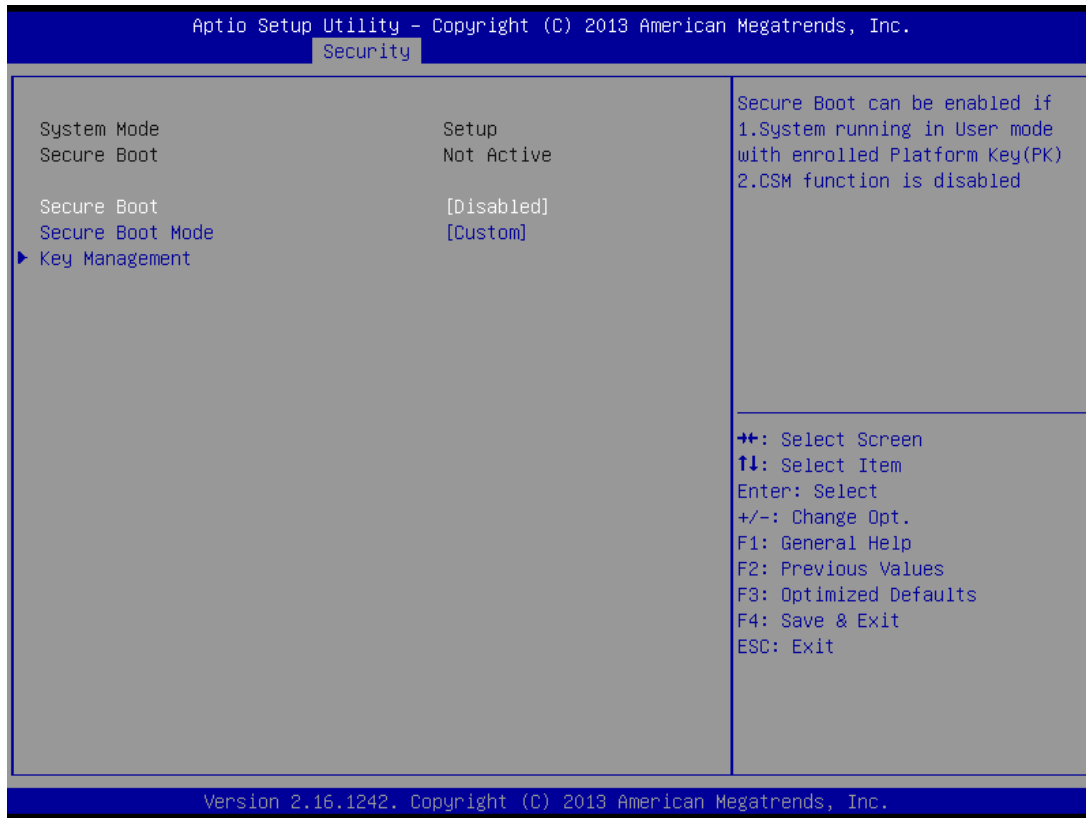 Aptio Setup Utility – Copyright (C) 2013 American Megatrends, Inc.
Security
System Mode Setup
Secure Boot Not Active
Secure Boot [Disabled]
Secure Boot Mode [Custom]
Key Management
Secure Boot can be enabled if
1.System running in User mode
with enrolled Platform Key(PK)
2.CSM function is disabled
→←: Select Screen
↑↓: Select Item
Enter: Select
+/-: Change Opt.
F1: General Help
F2: Previous Values
F3: Optimized Defaults
F4: Save & Exit
ESC: Exit
Version 2.16.1242. Copyright (C) 2013 American Megatrends, Inc.